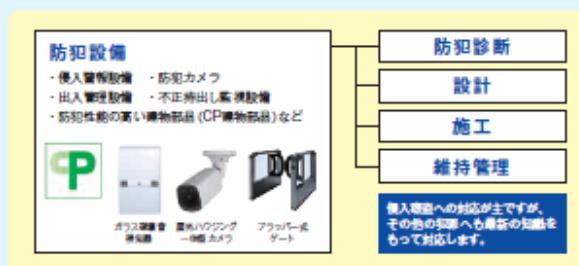 防犯設備
・侵入警報設備 ・防犯カメラ
・出入管理設備 ・不正持出し監視設備
・防犯性能の高い建物部品(CP建物部品)など
CP
ガラス破壊音
検知器
屋外ハウジング
一体型カメラ
フラッパー式
ゲート
防犯診断
設計
施工
維持管理
侵入窃盗への対応が主ですが、
その他の犯罪へも最新の知識を
もって対応します。